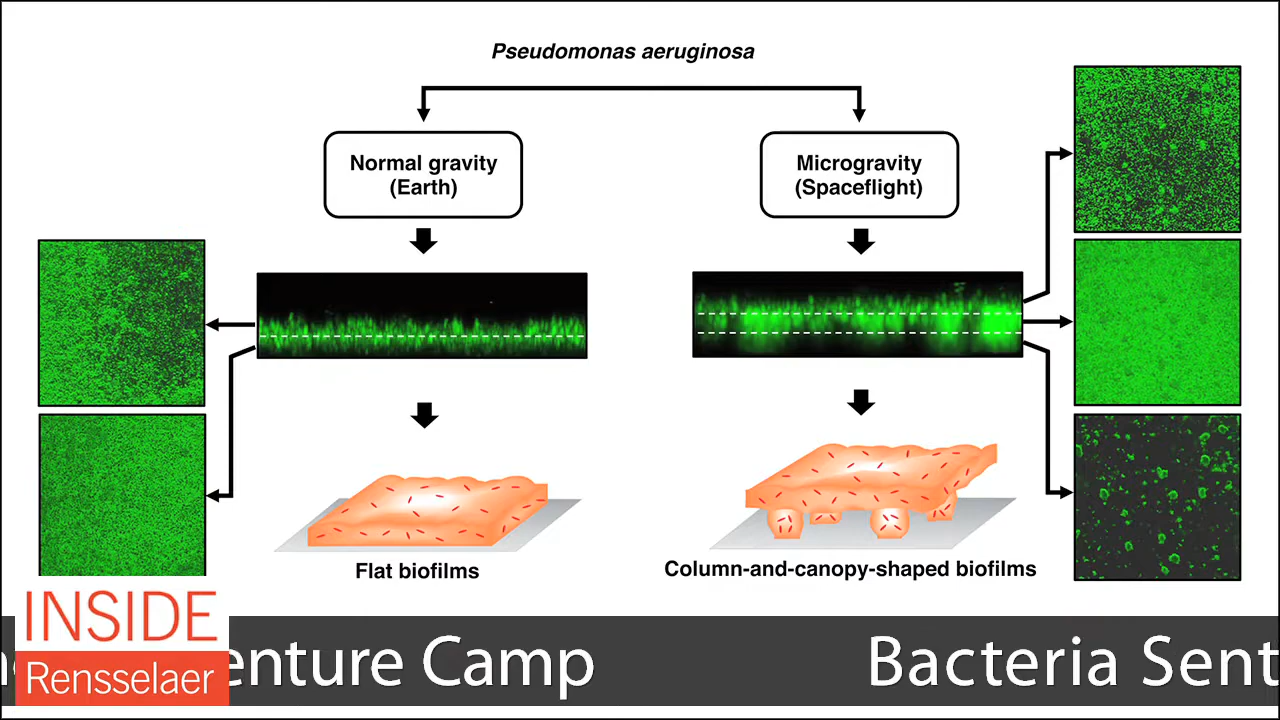 Pseudomonas aeruginosa
Normal gravity
(Earth)
Microgravity
(Spaceflight)
Flat biofilms
Column-and-canopy-shaped biofilms
INSIDE
Rensselaer
enture Camp
Bacteria Sent